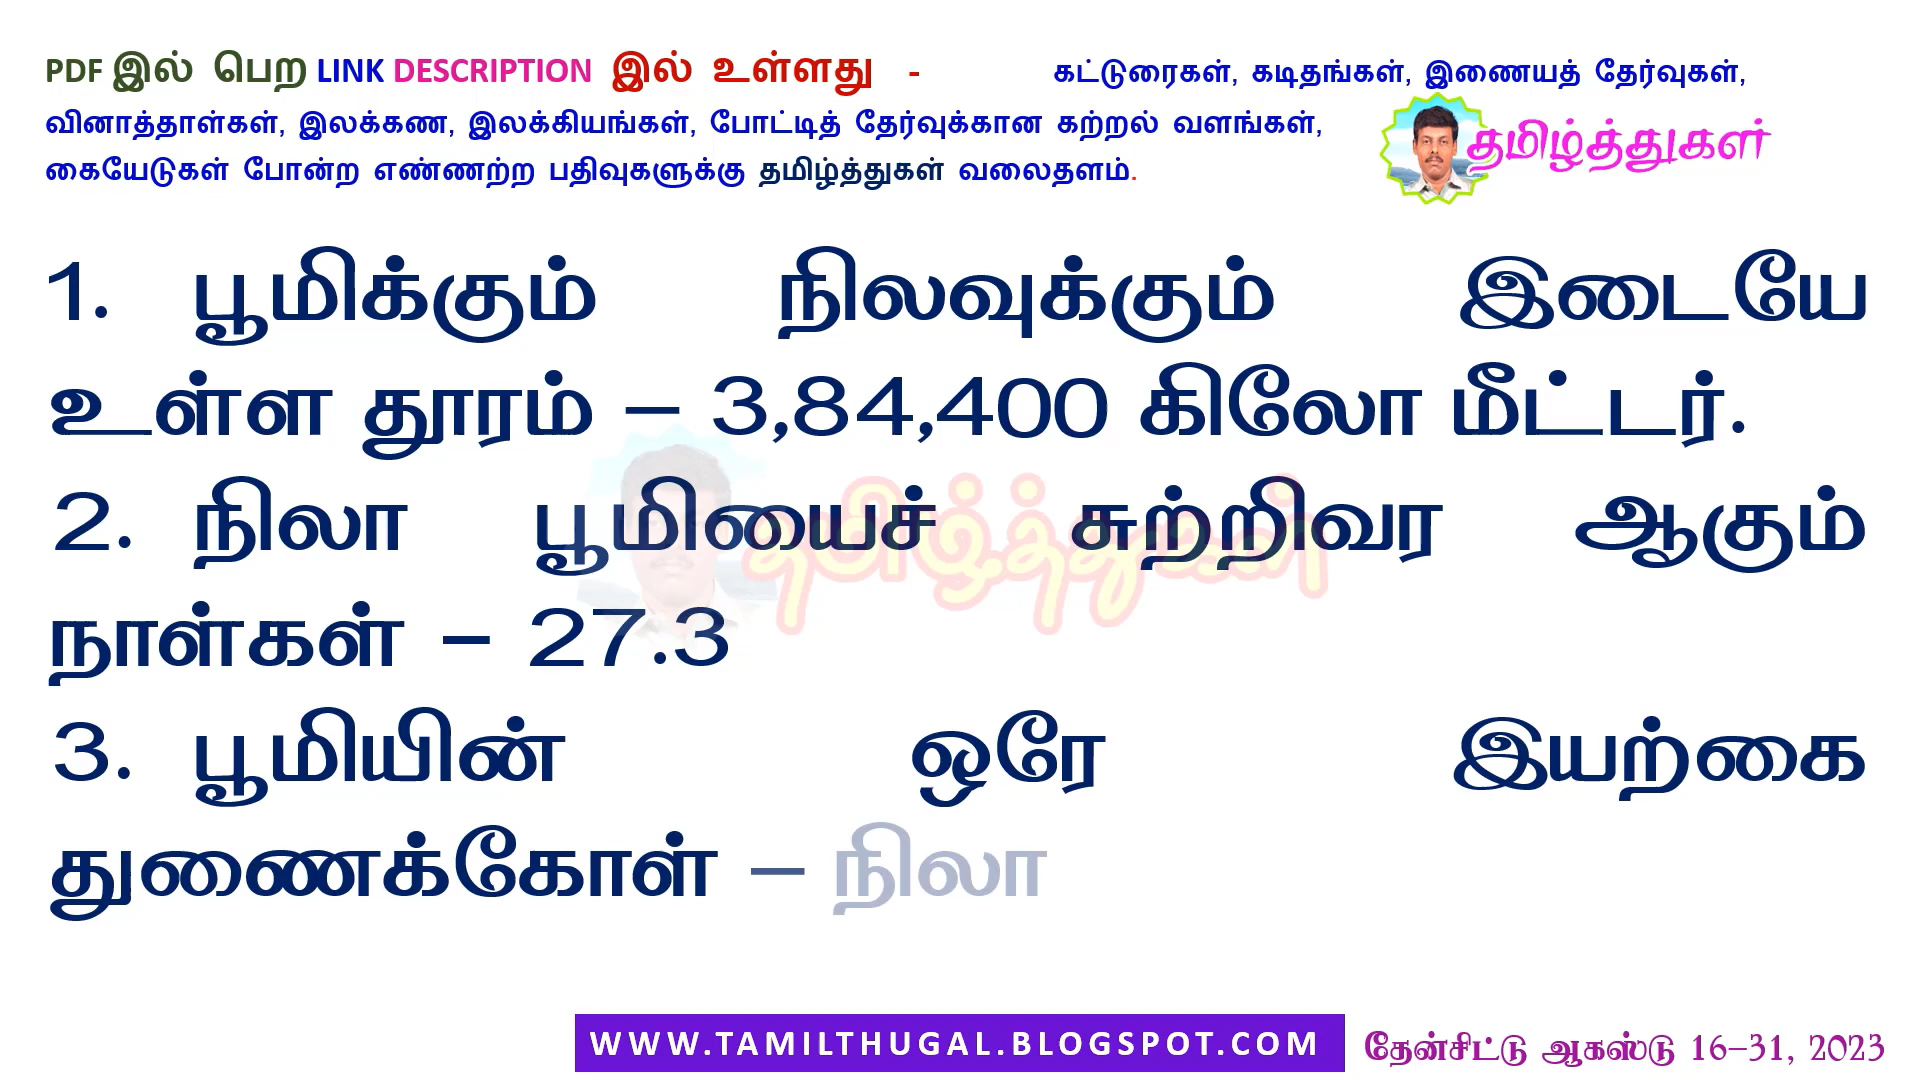 PDF இல் பெற LINK DESCRIPTION இல் உள்ளது - கட்டுரைகள், கடிதங்கள், இணையத் தேர்வுகள்,
வினாத்தாள்கள், இலக்கண, இலக்கியங்கள், போட்டித் தேர்வுக்கான கற்றல் வளங்கள்,
கையேடுகள் போன்ற எண்ணற்ற பதிவுகளுக்கு தமிழ்த்துகள் வலைதளம்.
தமிழ்த்துகள்
1. பூமிக்கும் நிலவுக்கும் இடையே
உள்ள தூரம் – 3,84,400 கிலோ மீட்டர்.
2. நிலா பூமியைச் சுற்றிவர ஆகும்
நாள்கள் – 27.3
தமிழ்த்துகள்
3. பூமியின் ஒரே இயற்கை
துணைக்கோள் – நிலா
WWW.TAMILTHUGAL.BLOGSPOT.COM
தேன்சிட்டு ஆகஸ்டு 16–31, 2023